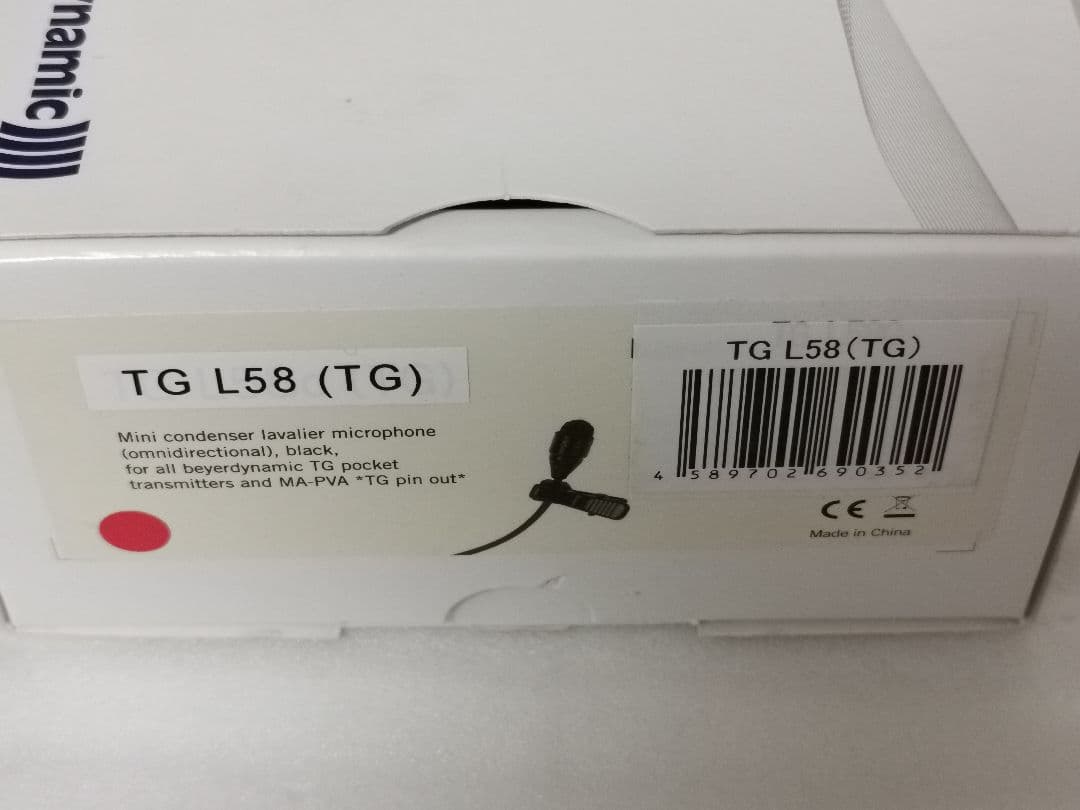 namic
TG L58 (TG)
Mini condenser lavalier microphone
(omnidirectional), black,
for all beyerdynamic TG pocket
transmitters and MA-PVA *TG pin out*
TG L58(TG)
4 589702 690352
CE
Made in China